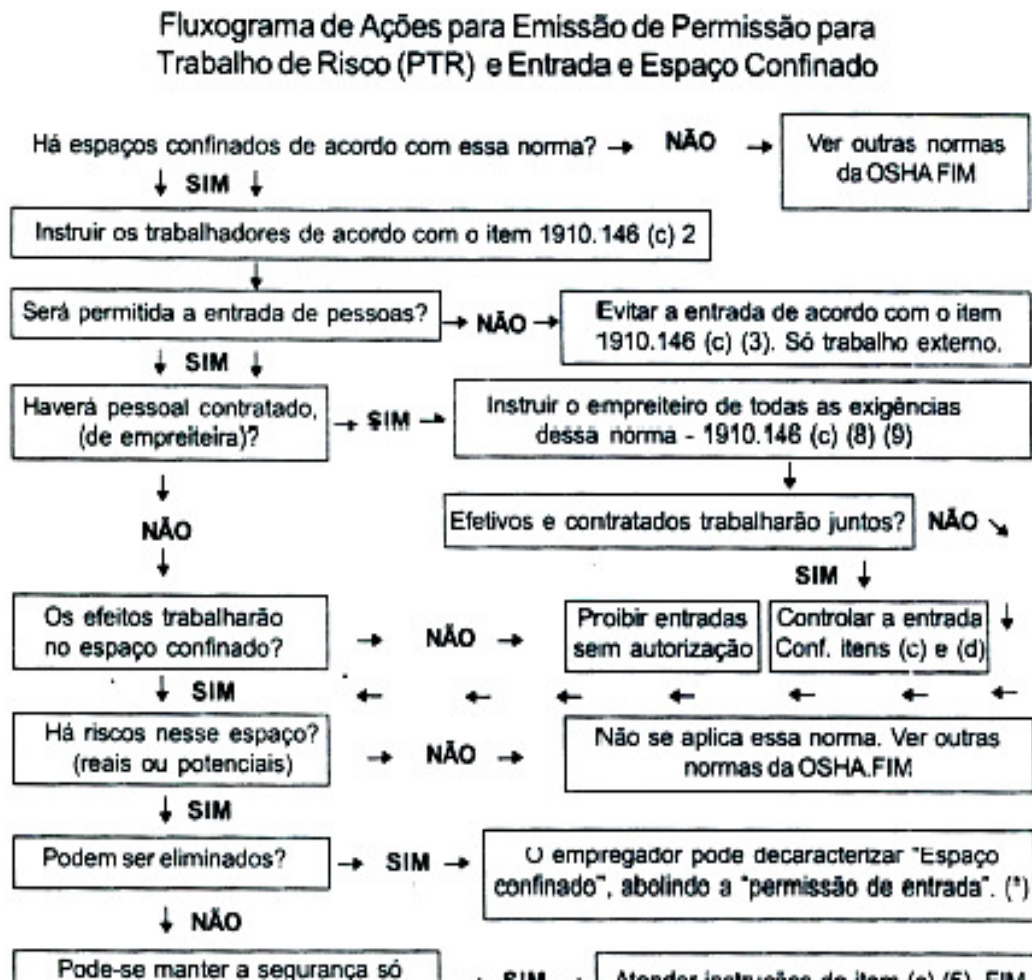 Fluxograma de Ações para Emissão de Permissão para
Trabalho de Risco (PTR) e Entrada e Espaço Confinado
Há espaços confinados de acordo com essa norma? → NÃO →
Ver outras normas
da OSHA FIM
↓ SIM ↓
Instruir os trabalhadores de acordo com o item 1910.146 (c) 2
↓
Será permitida a entrada de pessoas? → NÃO →
Evitar a entrada de acordo com o item
1910.146 (c) (3). Só trabalho externo.
↓ SIM ↓
Haverá pessoal contratado,
(de empreiteira)?
→ SIM →
Instruir o empreiteiro de todas as exigências
dessa norma - 1910.146 (c) (8) (9)
↓
↓
NÃO
↓
Efetivos e contratados trabalharão juntos? NÃO ↘
SIM ↓
Os efeitos trabalharão
no espaço confinado?
→ NÃO →
Proibir entradas
sem autorização
Controlar a entrada
Conf. itens (c) e (d)
↓
↓ SIM ← ← ← ← ← ← ←
Há riscos nesse espaço?
(reais ou potenciais)
→ NÃO →
Não se aplica essa norma. Ver outras
normas da OSHA.FIM
↓ SIM
Podem ser eliminados? → SIM →
O empregador pode decaracterizar "Espaço
confinado", abolindo a "permissão de entrada". (*)
↓ NÃO
Pode-se manter a segurança só
→ SIM →
Atender instruções do item (c) (5). FIM